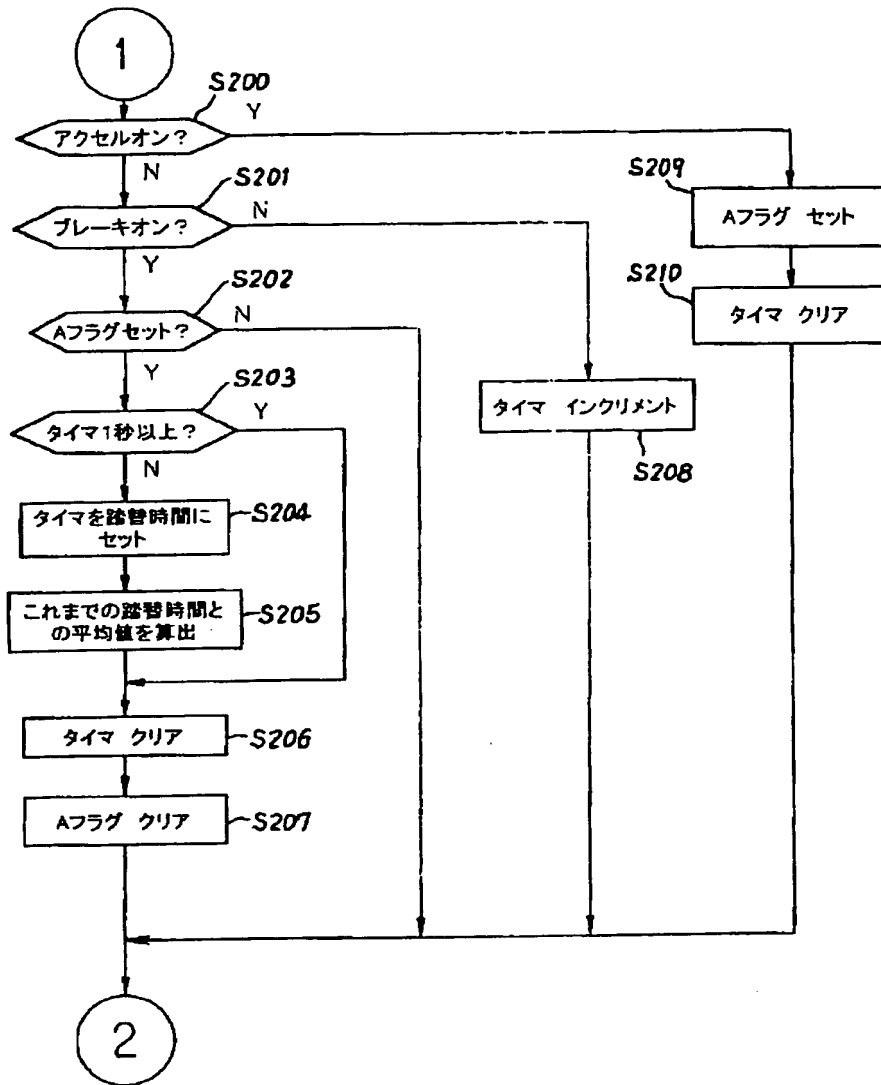 1
S200
アクセルオン?
Y
N
S201
ブレーキオン?
N
Y
S202
Aフラグセット?
N
Y
S203
タイマ1秒以上?
Y
N
タイマを踏替時間に
セット
S204
これまでの踏替時間と
の平均値を算出
S205
タイマ クリア
S206
Aフラグ クリア
S207
タイマ インクリメント
S208
S209
Aフラグ セット
S210
タイマ クリア
2